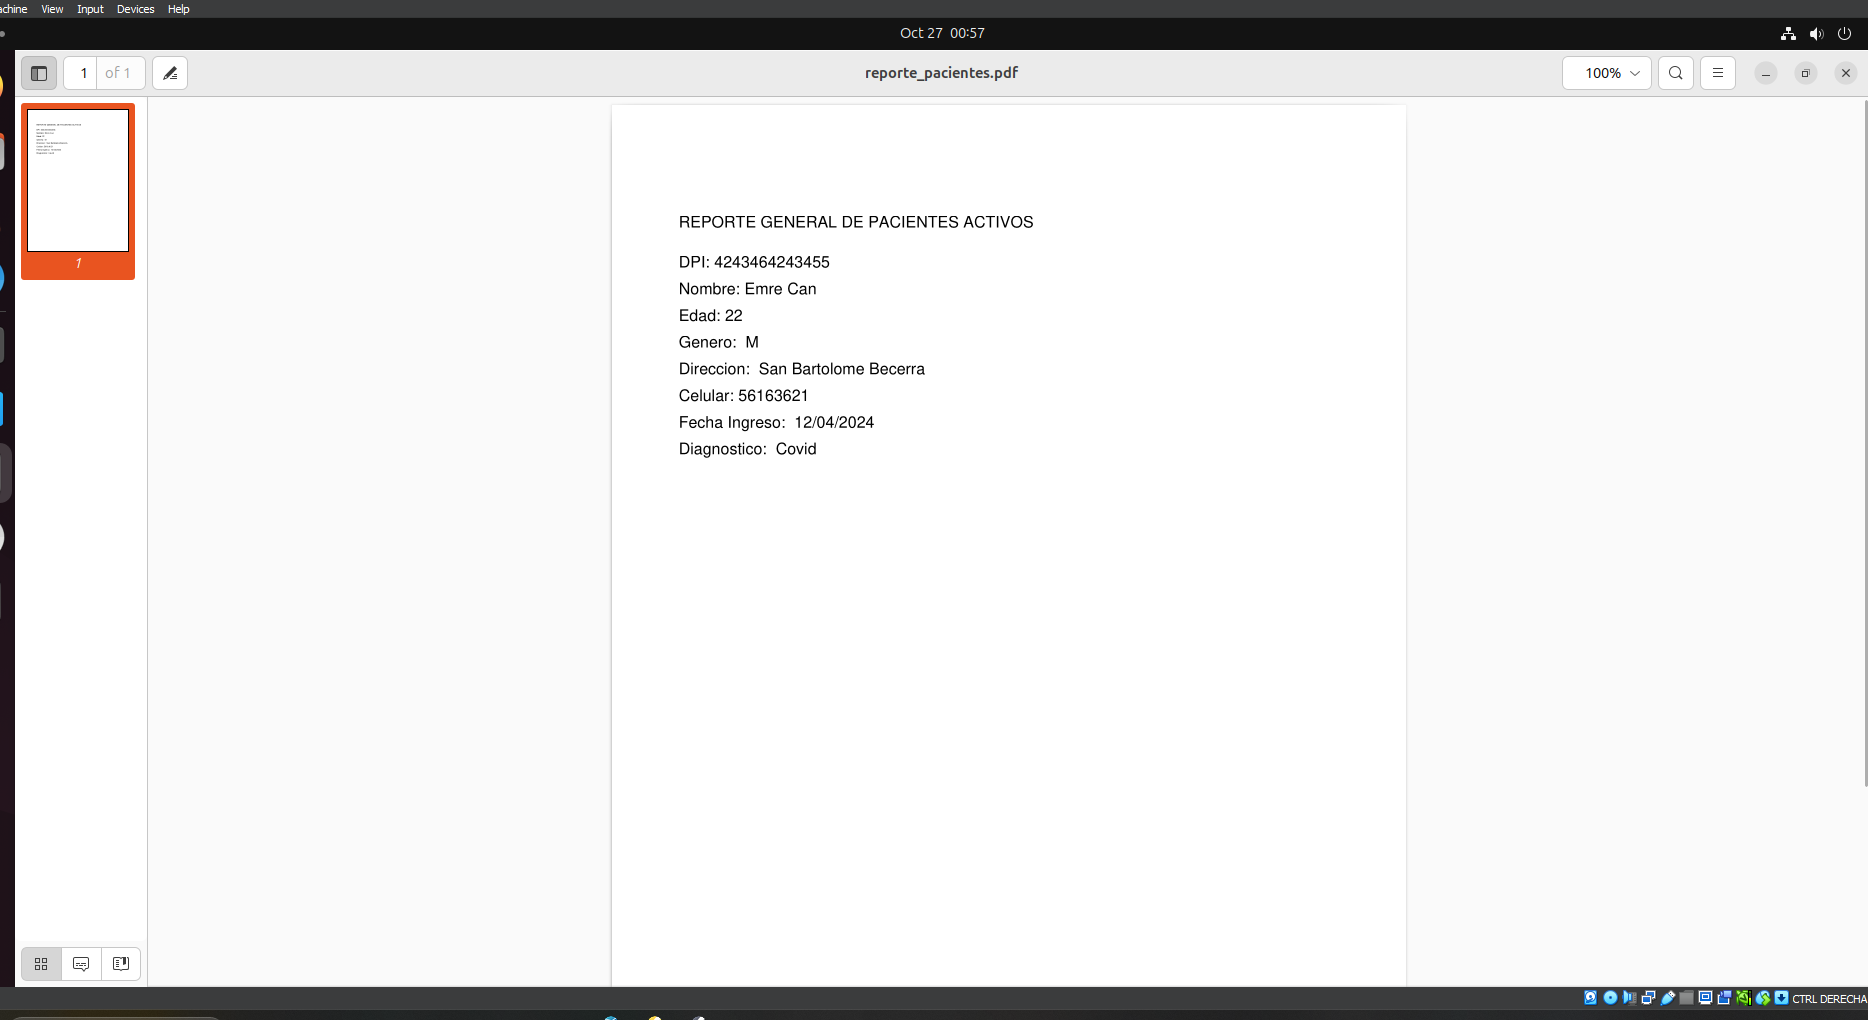 achine View Input Devices Help
Oct 27 00:57
1 of 1
reporte_pacientes.pdf
100%
1
REPORTE GENERAL DE PACIENTES ACTIVOS
DPI: 4243464243455
Nombre: Emre Can
Edad: 22
Genero: M
Direccion: San Bartolome Becerra
Celular: 56163621
Fecha Ingreso: 12/04/2024
Diagnostico: Covid
CTRL DERECHA